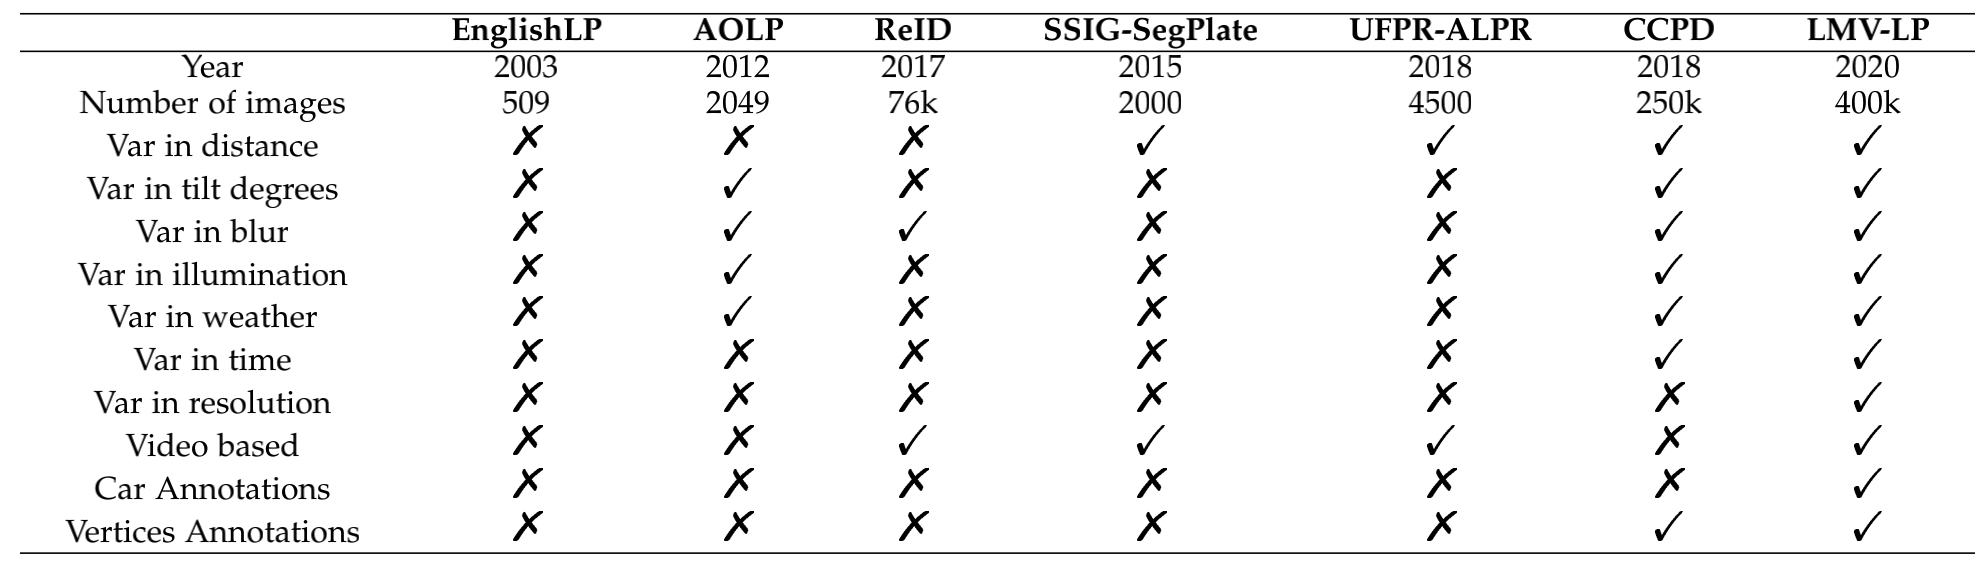 EnglishLP AOLP ReID SSIG-SegPlate UFPR-ALPR CCPD LMV-LP
Year 2003 2012 2017 2015 2018 2018 2020
Number of images 509 2049 76k 2000 4500 250k 400k
Var in distance ✗ ✗ ✗ ✓ ✓ ✓ ✓
Var in tilt degrees ✗ ✓ ✗ ✗ ✗ ✓ ✓
Var in blur ✗ ✓ ✓ ✗ ✗ ✓ ✓
Var in illumination ✗ ✓ ✗ ✗ ✗ ✓ ✓
Var in weather ✗ ✓ ✗ ✗ ✗ ✓ ✓
Var in time ✗ ✗ ✗ ✗ ✗ ✓ ✓
Var in resolution ✗ ✗ ✗ ✗ ✗ ✗ ✓
Video based ✗ ✗ ✓ ✓ ✓ ✗ ✓
Car Annotations ✗ ✗ ✗ ✗ ✗ ✗ ✓
Vertices Annotations ✗ ✗ ✗ ✗ ✗ ✓ ✓